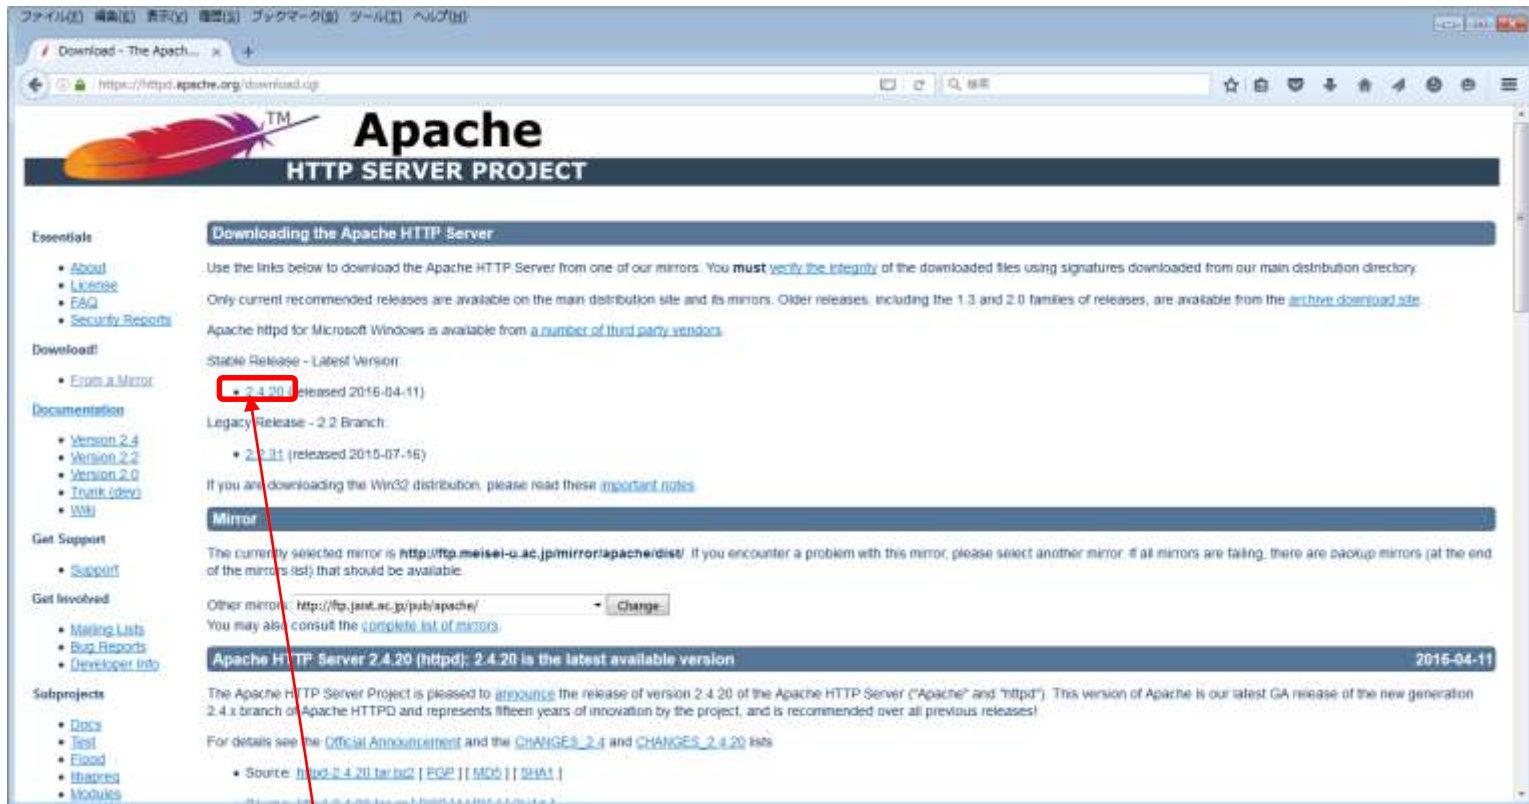 ファイル(F) 編集(E) 表示(V) 履歴(S) ブックマーク(B) ツール(T) ヘルプ(H)
Download - The Apach... × +
https://httpd.apache.org/download.cgi 検索
TM
Apache
HTTP SERVER PROJECT
Essentials
• About
• License
• FAQ
• Security Reports
Download!
• From a Mirror
Documentation
• Version 2.4
• Version 2.2
• Version 2.0
• Trunk (dev)
• Wiki
Get Support
• Support
Get Involved
• Mailing Lists
• Bug Reports
• Developer Info
Subprojects
• Docs
• Test
• Flood
• libapreq
• Modules
Downloading the Apache HTTP Server
Use the links below to download the Apache HTTP Server from one of our mirrors. You must verify the integrity of the downloaded files using signatures downloaded from our main distribution directory.
Only current recommended releases are available on the main distribution site and its mirrors. Older releases, including the 1.3 and 2.0 families of releases, are available from the archive download site.
Apache httpd for Microsoft Windows is available from a number of third party vendors.
Stable Release - Latest Version:
• 2.4.20 (released 2016-04-11)
Legacy Release - 2.2 Branch:
• 2.2.31 (released 2015-07-16)
If you are downloading the Win32 distribution, please read these important notes.
Mirror
The currently selected mirror is http://ftp.meisei-u.ac.jp/mirror/apache/dist/. If you encounter a problem with this mirror, please select another mirror. If all mirrors are failing, there are backup mirrors (at the end
of the mirrors list) that should be available.
Other mirrors: http://ftp.jaist.ac.jp/pub/apache/ Change
You may also consult the complete list of mirrors.
Apache HTTP Server 2.4.20 (httpd): 2.4.20 is the latest available version 2016-04-11
The Apache HTTP Server Project is pleased to announce the release of version 2.4.20 of the Apache HTTP Server ("Apache" and "httpd"). This version of Apache is our latest GA release of the new generation
2.4.x branch of Apache HTTPD and represents fifteen years of innovation by the project, and is recommended over all previous releases!
For details see the Official Announcement and the CHANGES_2.4 and CHANGES_2.4.20 lists
• Source: httpd-2.4.20.tar.bz2 [ PGP ] [ MD5 ] [ SHA1 ]